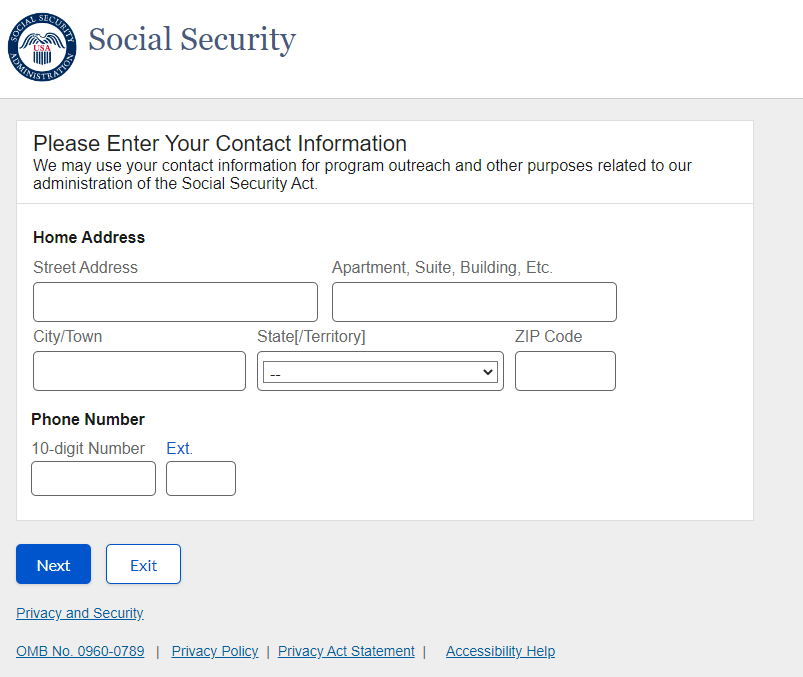 SOCIAL SECURITY ADMINISTRATION
USA
Social Security
Please Enter Your Contact Information
We may use your contact information for program outreach and other purposes related to our
administration of the Social Security Act.
Home Address
Street Address Apartment, Suite, Building, Etc.
City/Town State[/Territory] ZIP Code
--
Phone Number
10-digit Number Ext.
Next Exit
Privacy and Security
OMB No. 0960-0789 | Privacy Policy | Privacy Act Statement | Accessibility Help